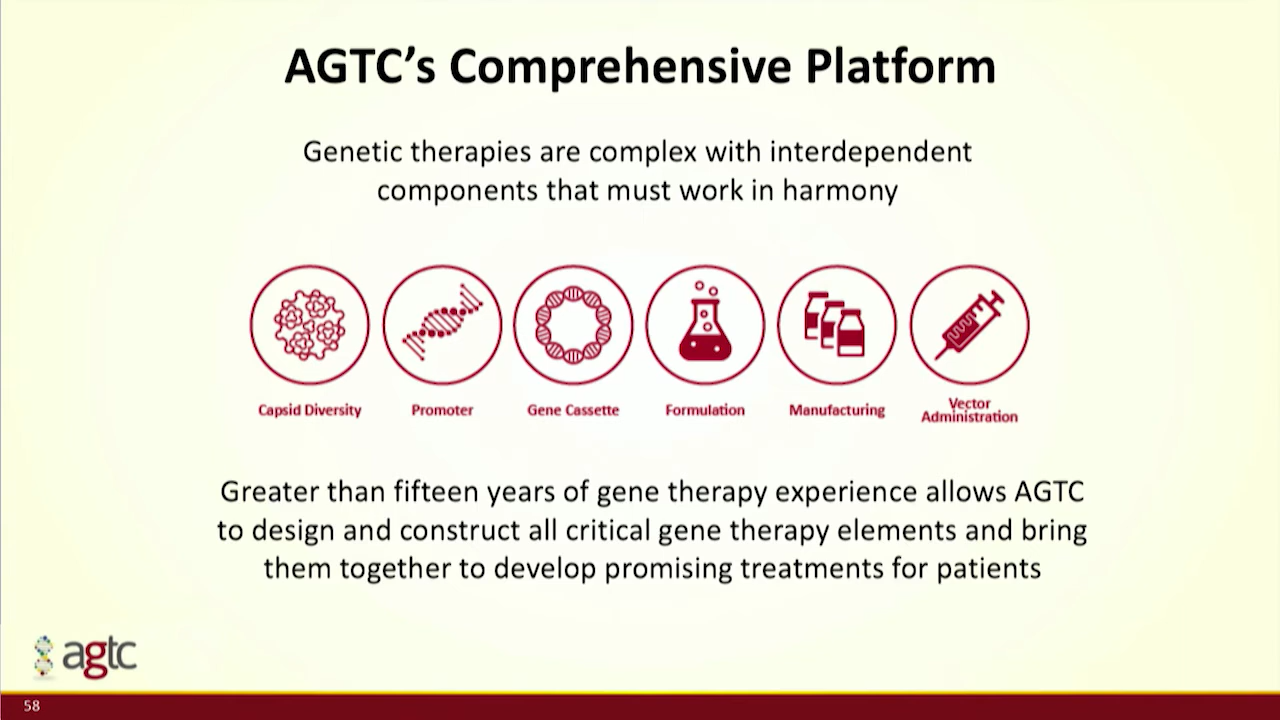 AGTC’s Comprehensive Platform
Genetic therapies are complex with interdependent
components that must work in harmony
Capsid Diversity
Promoter
Gene Cassette
Formulation
Manufacturing
Vector
Administration
Greater than fifteen years of gene therapy experience allows AGTC
to design and construct all critical gene therapy elements and bring
them together to develop promising treatments for patients
agtc
58